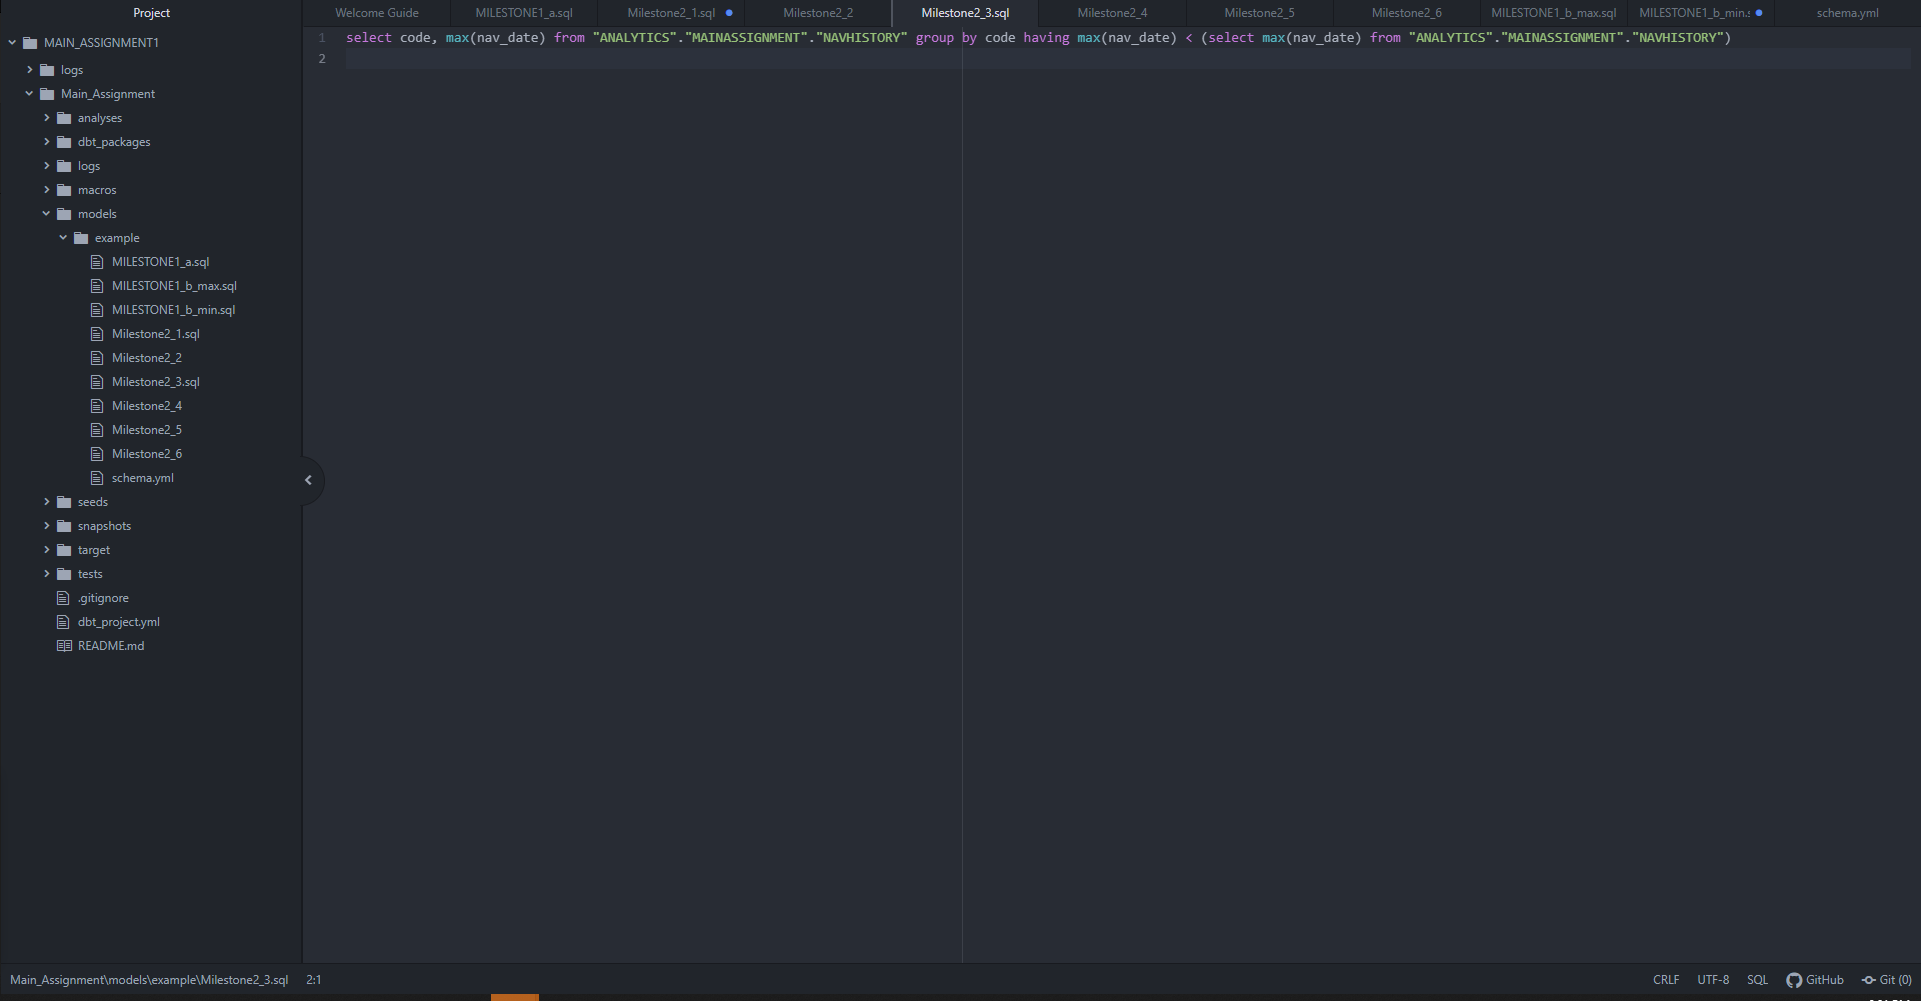 Project
Welcome Guide
MILESTONE1_a.sql
Milestone2_1.sql
Milestone2_2
Milestone2_3.sql
Milestone2_4
Milestone2_5
Milestone2_6
MILESTONE1_b_max.sql
MILESTONE1_b_min.s
schema.yml
MAIN_ASSIGNMENT1
logs
Main_Assignment
analyses
dbt_packages
logs
macros
models
example
MILESTONE1_a.sql
MILESTONE1_b_max.sql
MILESTONE1_b_min.sql
Milestone2_1.sql
Milestone2_2
Milestone2_3.sql
Milestone2_4
Milestone2_5
Milestone2_6
schema.yml
seeds
snapshots
target
tests
.gitignore
dbt_project.yml
README.md
1 select code, max(nav_date) from "ANALYTICS"."MAINASSIGNMENT"."NAVHISTORY" group by code having max(nav_date) < (select max(nav_date) from "ANALYTICS"."MAINASSIGNMENT"."NAVHISTORY")
2
Main_Assignment\models\example\Milestone2_3.sql 2:1
CRLF UTF-8 SQL GitHub Git (0)